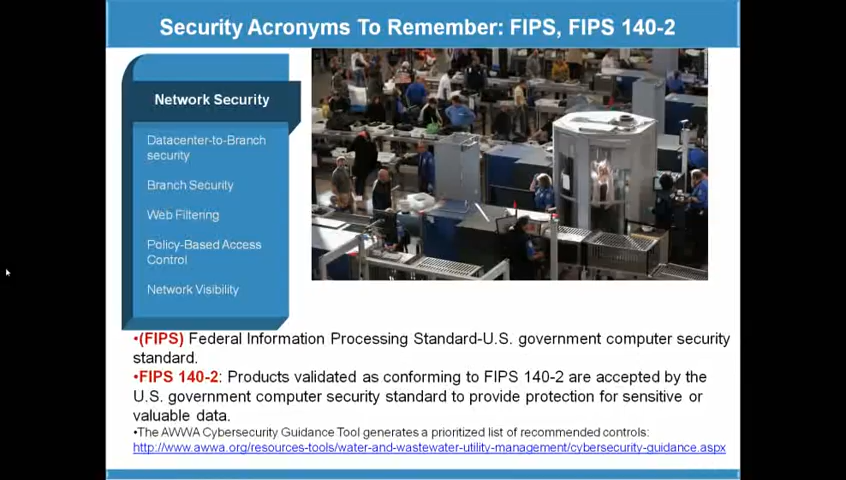 Security Acronyms To Remember: FIPS, FIPS 140-2
Network Security
Datacenter-to-Branch
security
Branch Security
Web Filtering
Policy-Based Access
Control
Network Visibility
•(FIPS) Federal Information Processing Standard-U.S. government computer security
standard.
•FIPS 140-2: Products validated as conforming to FIPS 140-2 are accepted by the
U.S. government computer security standard to provide protection for sensitive or
valuable data.
•The AWWA Cybersecurity Guidance Tool generates a prioritized list of recommended controls:
http://www.awwa.org/resources-tools/water-and-wastewater-utility-management/cybersecurity-guidance.aspx